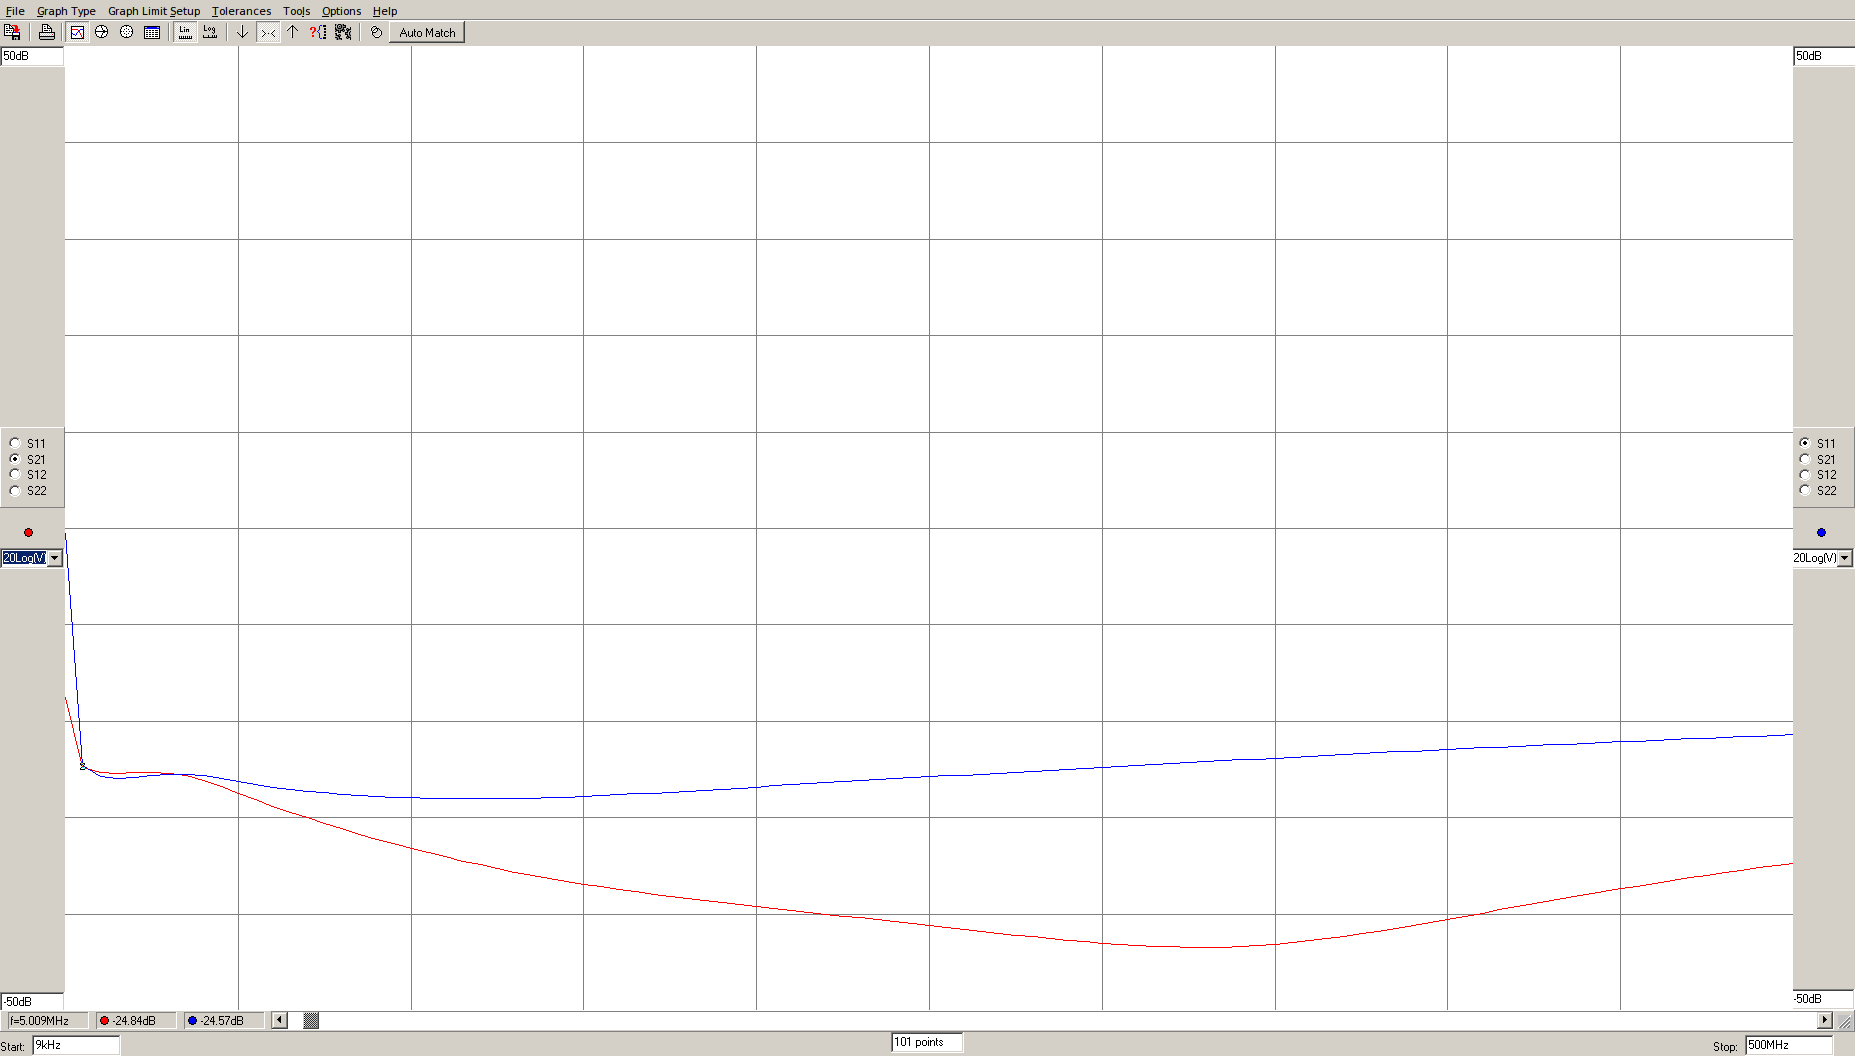 File Graph Type Graph Limit Setup Tolerances Tools Options Help
Lin Log ?{} Auto Match
50dB 50dB
S11 S11
S21 S21
S12 S12
S22 S22
20Log(V) 20Log(V)
-50dB -50dB
f=5.009MHz -24.84dB -24.57dB
Start: 9kHz 101 points Stop: 500MHz